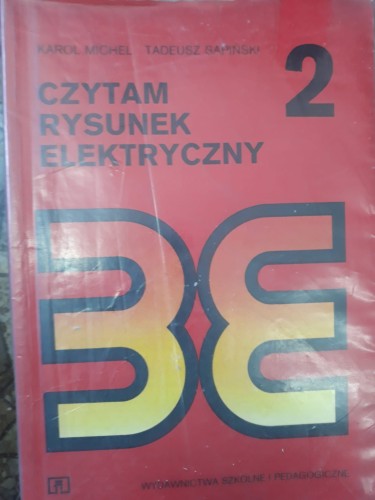 KAROL MICHEL TADEUSZ SAPIŃSKI
CZYTAM
RYSUNEK
ELEKTRYCZNY
2
WYDAWNICTWA SZKOLNE I PEDAGOGICZNE